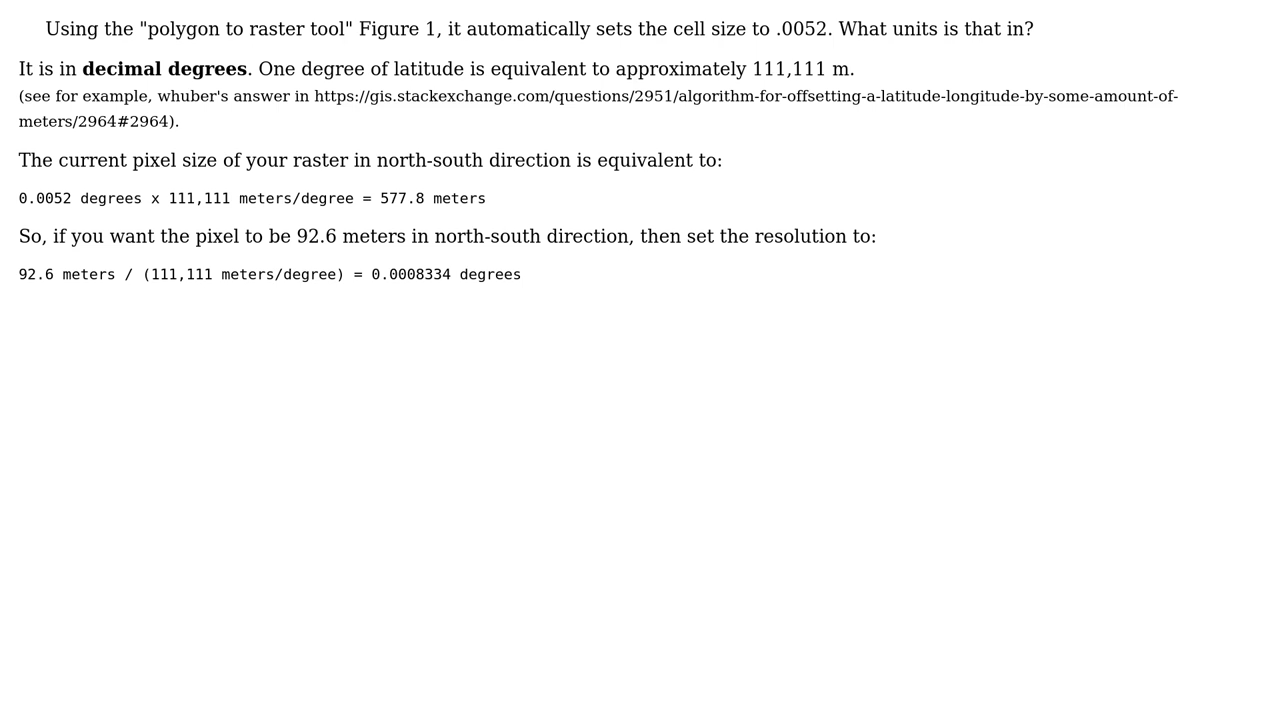 Using the "polygon to raster tool" Figure 1, it automatically sets the cell size to .0052. What units is that in?
It is in decimal degrees. One degree of latitude is equivalent to approximately 111,111 m.
(see for example, whuber's answer in https://gis.stackexchange.com/questions/2951/algorithm-for-offsetting-a-latitude-longitude-by-some-amount-of-
meters/2964#2964).
The current pixel size of your raster in north-south direction is equivalent to:
0.0052 degrees x 111,111 meters/degree = 577.8 meters
So, if you want the pixel to be 92.6 meters in north-south direction, then set the resolution to:
92.6 meters / (111,111 meters/degree) = 0.0008334 degrees